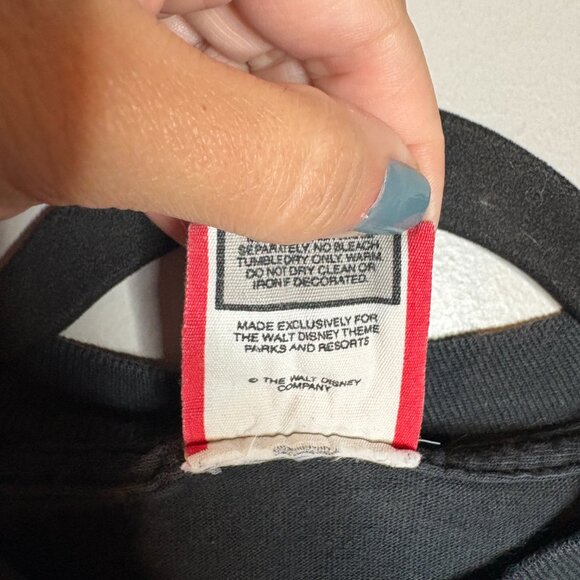 SEPARATELY. NO BLEACH.
TUMBLE DRY ONLY. WARM.
DO NOT DRY CLEAN OR
IRON IF DECORATED.
MADE EXCLUSIVELY FOR
THE WALT DISNEY THEME
PARKS AND RESORTS
© THE WALT DISNEY
COMPANY